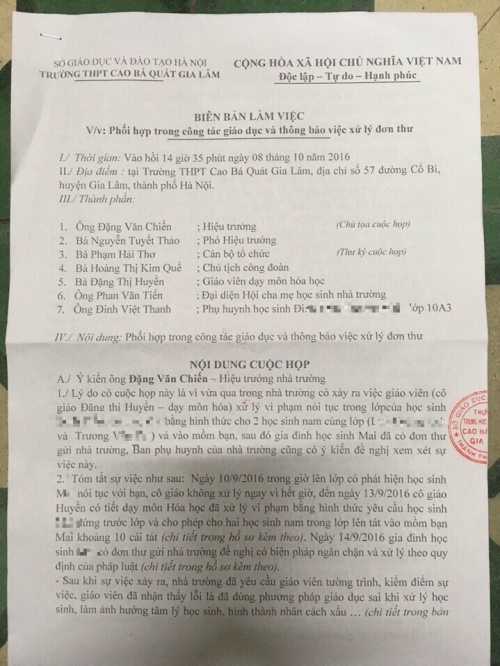 SỞ GIÁO DỤC VÀ ĐÀO TẠO HÀ NỘI
TRƯỜNG THPT CAO BÁ QUÁT GIA LÂM
CỘNG HÒA XÃ HỘI CHỦ NGHĨA VIỆT NAM
Độc lập – Tự do – Hạnh phúc
BIÊN BẢN LÀM VIỆC
V/v: Phối hợp trong công tác giáo dục và thông báo việc xử lý đơn thư
I./ Thời gian: Vào hồi 14 giờ 35 phút ngày 08 tháng 10 năm 2016
II./ Địa điểm : tại Trường THPT Cao Bá Quát Gia Lâm, địa chỉ số 57 đường Cổ Bi,
huyện Gia Lâm, thành phố Hà Nội.
III./ Thành phần:
1. Ông Đặng Văn Chiến ; Hiệu trưởng (Chủ tọa cuộc họp)
2. Bà Nguyễn Tuyết Thảo ; Phó Hiệu trưởng
3. Bà Phạm Hải Thơ ; Cán bộ tổ chức (Thư ký cuộc họp)
4. Bà Hoàng Thị Kim Quế ; Chủ tịch công đoàn
5. Bà Đặng Thị Huyền ; Giáo viên dạy môn hóa học
6. Ông Phan Văn Tiến ; Đại diện Hội cha mẹ học sinh nhà trường
7. Ông Đinh Việt Thanh ; Phụ huynh học sinh lớp 10A3
IV./ Nội dung: Phối hợp trong công tác giáo dục và thông báo việc xử lý đơn thư
NỘI DUNG CUỘC HỌP
A./ Ý kiến ông Đặng Văn Chiến – Hiệu trưởng nhà trường
1./ Lý do có cuộc họp này là vì vừa qua trong nhà trường có xảy ra việc giáo viên (cô
giáo Đặng thi Huyền – dạy môn hóa) xử lý vi phạm nói tục trong lớp của học sinh
bằng hình thức cho 2 học sinh nam cùng lớp (
và Trương ) và vào mồm bạn, sau đó gia đình học sinh Mai đã có đơn thư
gửi nhà trường, Ban phụ huynh của nhà trường cũng có ý kiến đề nghị xem xét sự
việc này.
2. Tóm tắt sự việc như sau: Ngày 10/9/2016 trong giờ lên lớp có phát hiện học sinh
nói tục với bạn, cô giáo không xử lý ngay vì hết giờ, đến ngày 13/9/2016 cô giáo
Huyền có tiết dạy môn Hóa học đã xử lý vi phạm bằng hình thức yêu cầu học sinh
đứng trước lớp và cho phép cho hai học sinh nam trong lớp lên tát vào mồm bạn
Mai khoảng 10 cái tát (chi tiết trong hồ sơ kèm theo). Ngày 14/9/2016 gia đình học
sinh có đơn thư gửi nhà trường đề nghị có biện pháp ngăn chặn và xử lý theo quy
định của pháp luật (chi tiết trong hồ sơ kèm theo).
- Sau khi sự việc xảy ra, nhà trường đã yêu cầu giáo viên tường trình, kiểm điểm sự
việc, giáo viên đã nhận thấy lỗi là đã dùng phương pháp giáo dục sai khi xử lý học
sinh, làm ảnh hưởng tâm lý học sinh, hình thành nhân cách xấu ... (chi tiết trong bản